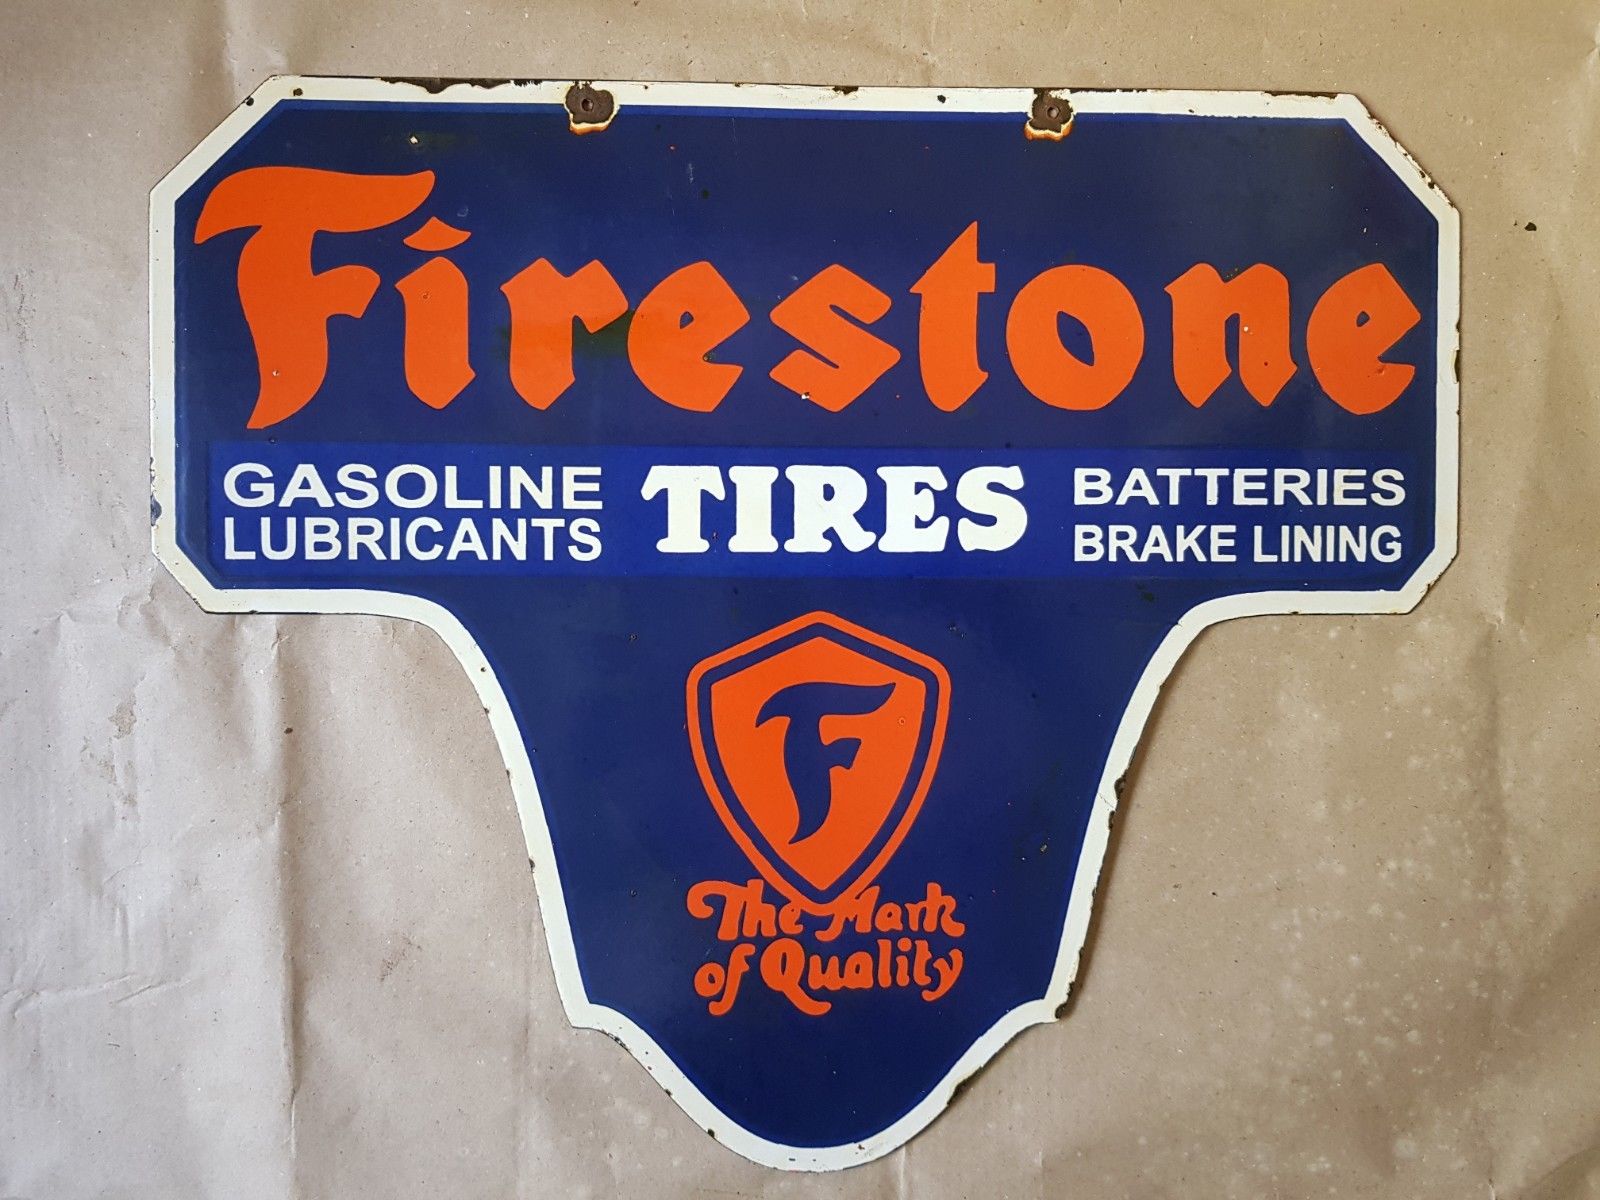 Firestone
GASOLINE
LUBRICANTS
TIRES
BATTERIES
BRAKE LINING
F
The Mark
of Quality